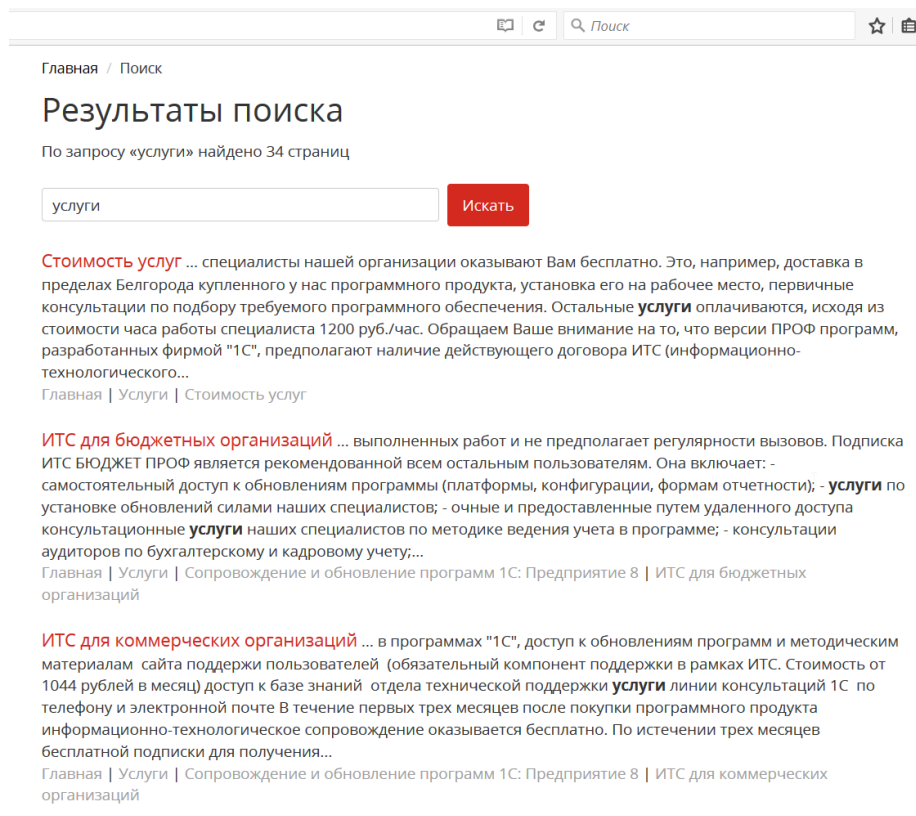 Поиск
Главная / Поиск
Результаты поиска
По запросу «услуги» найдено 34 страниц
услуги
Искать
Стоимость услуг ... специалисты нашей организации оказывают Вам бесплатно. Это, например, доставка в
пределах Белгорода купленного у нас программного продукта, установка его на рабочее место, первичные
консультации по подбору требуемого программного обеспечения. Остальные услуги оплачиваются, исходя из
стоимости часа работы специалиста 1200 руб./час. Обращаем Ваше внимание на то, что версии ПРОФ программ,
разработанных фирмой "1С", предполагают наличие действующего договора ИТС (информационно-
технологического...
Главная | Услуги | Стоимость услуг
ИТС для бюджетных организаций ... выполненных работ и не предполагает регулярности вызовов. Подписка
ИТС БЮДЖЕТ ПРОФ является рекомендованной всем остальным пользователям. Она включает: -
самостоятельный доступ к обновлениям программы (платформы, конфигурации, формам отчетности); - услуги по
установке обновлений силами наших специалистов; - очные и предоставленные путем удаленного доступа
консультационные услуги наших специалистов по методике ведения учета в программе; - консультации
аудиторов по бухгалтерскому и кадровому учету;...
Главная | Услуги | Сопровождение и обновление программ 1С: Предприятие 8 | ИТС для бюджетных
организаций
ИТС для коммерческих организаций ... в программах "1С", доступ к обновлениям программ и методическим
материалам сайта поддержи пользователей (обязательный компонент поддержки в рамках ИТС. Стоимость от
1044 рублей в месяц) доступ к базе знаний отдела технической поддержки услуги линии консультаций 1С по
телефону и электронной почте В течение первых трех месяцев после покупки программного продукта
информационно-технологическое сопровождение оказывается бесплатно. По истечении трех месяцев
бесплатной подписки для получения...
Главная | Услуги | Сопровождение и обновление программ 1С: Предприятие 8 | ИТС для коммерческих
организаций